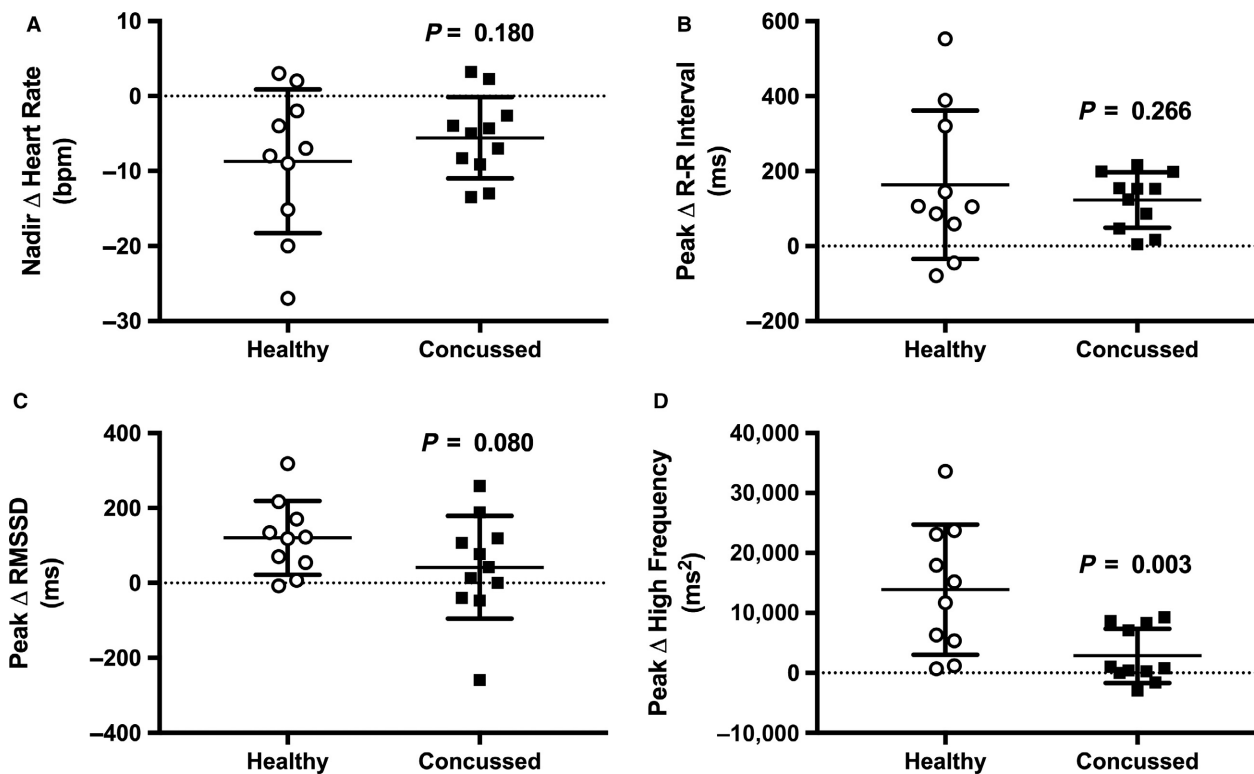 A
P = 0.180
Nadir Δ Heart Rate
(bpm)
10
0
–10
–20
–30
Healthy
Concussed
B
P = 0.266
Peak Δ R-R Interval
(ms)
600
400
200
0
–200
Healthy
Concussed
C
P = 0.080
Peak Δ RMSSD
(ms)
400
200
0
–200
–400
Healthy
Concussed
D
P = 0.003
Peak Δ High Frequency
(ms²)
40,000
30,000
20,000
10,000
0
–10,000
Healthy
Concussed